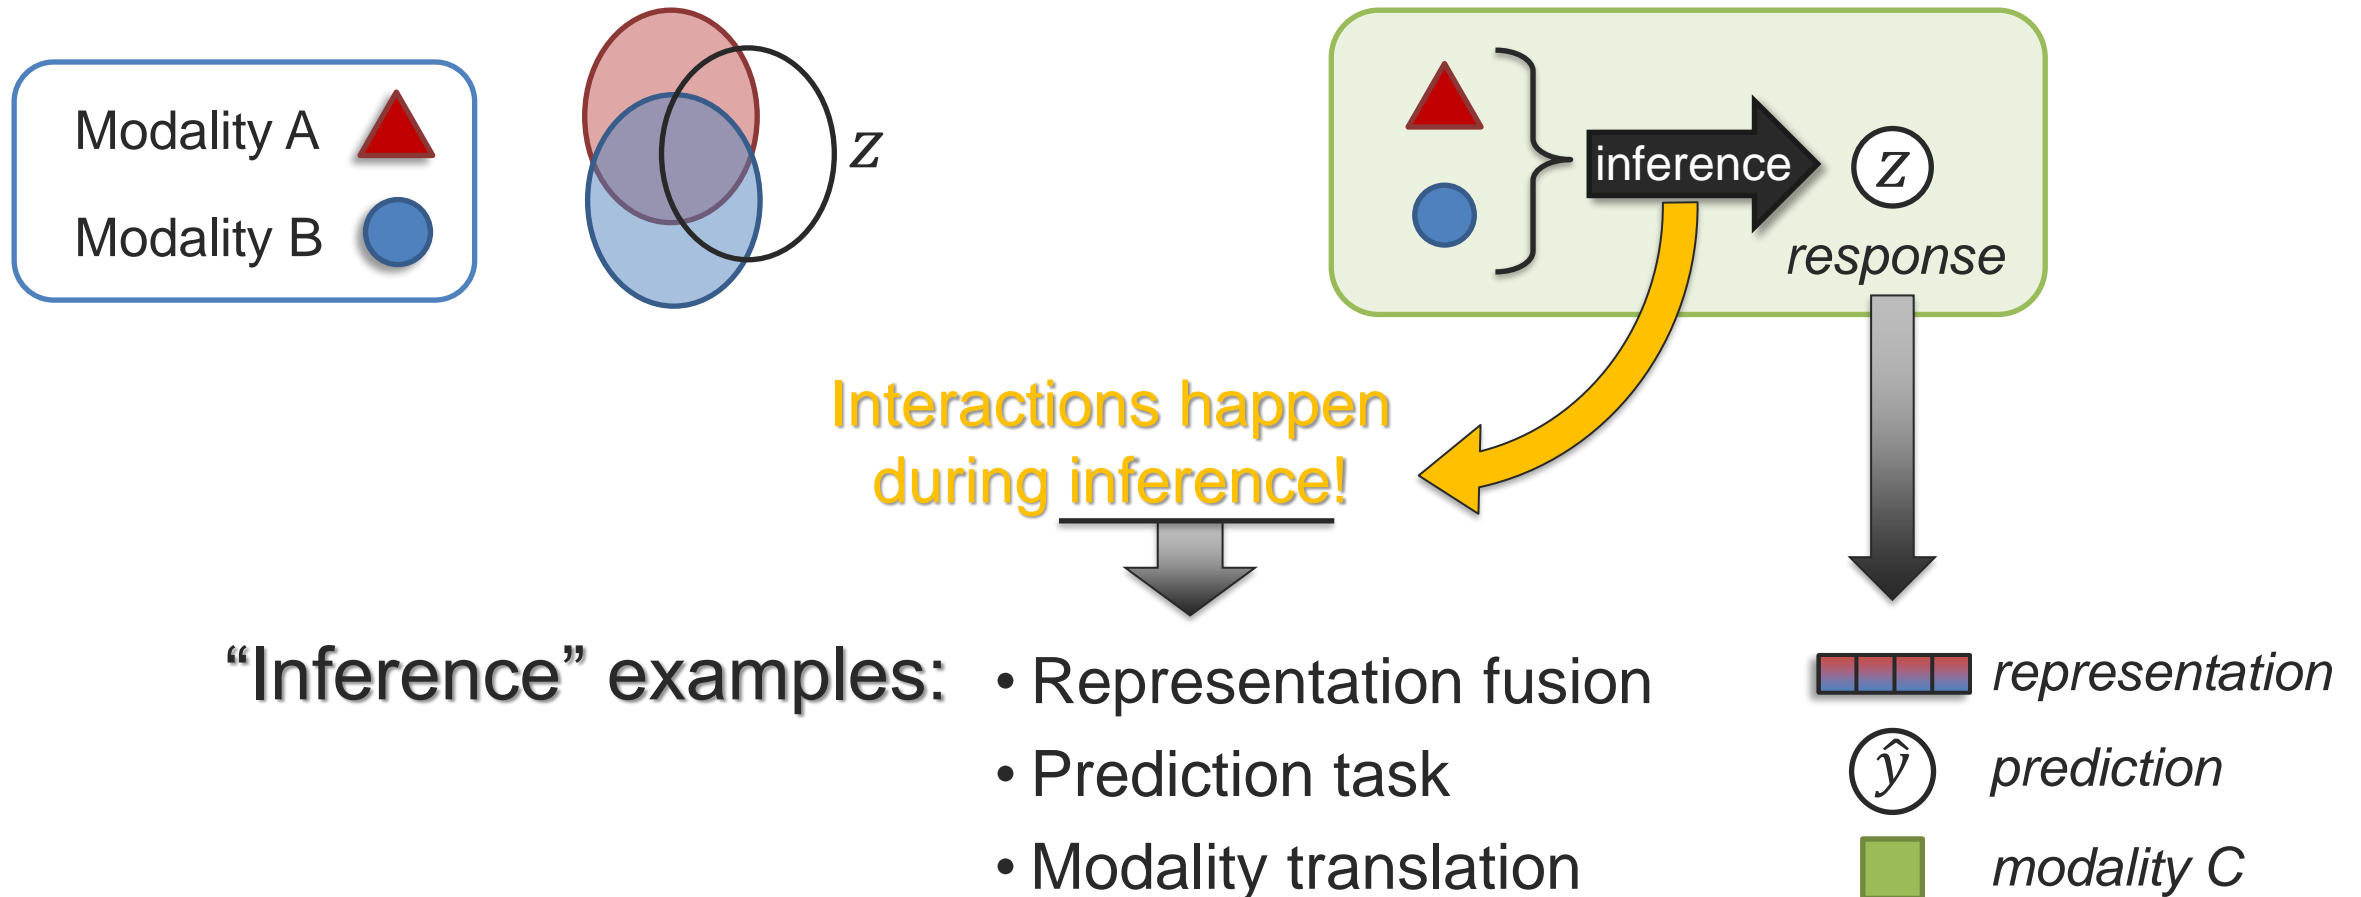 Modality A
Modality B
z
inference
z
response
Interactions happen
during inference!
“Inference” examples:
• Representation fusion
• Prediction task
• Modality translation
representation
ŷ
prediction
modality C